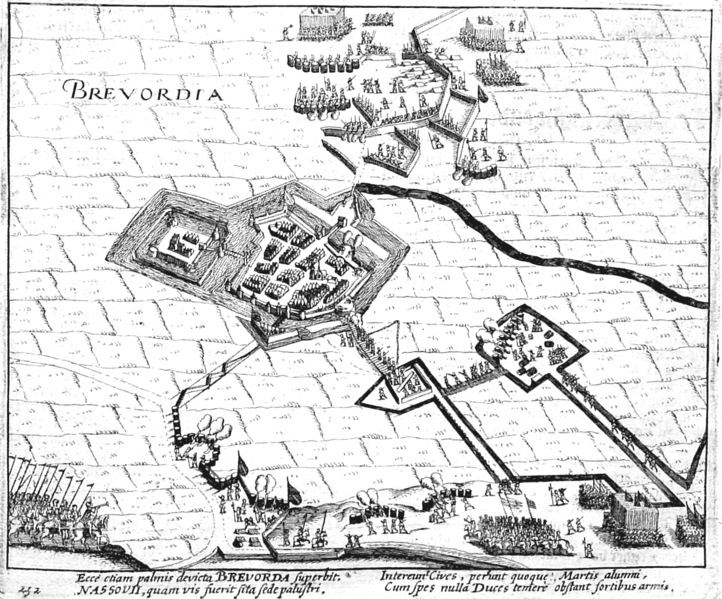 BREVORDIA
Ecce etiam palmis devicta BREVORDA superbit.
NASSOVII, quam vis fuerit sita sede palustri.
Intereunt Cives, pereunt quoque, Martis alumni,
Cum spes nulla Duces temere obstant fortibus armis.
252